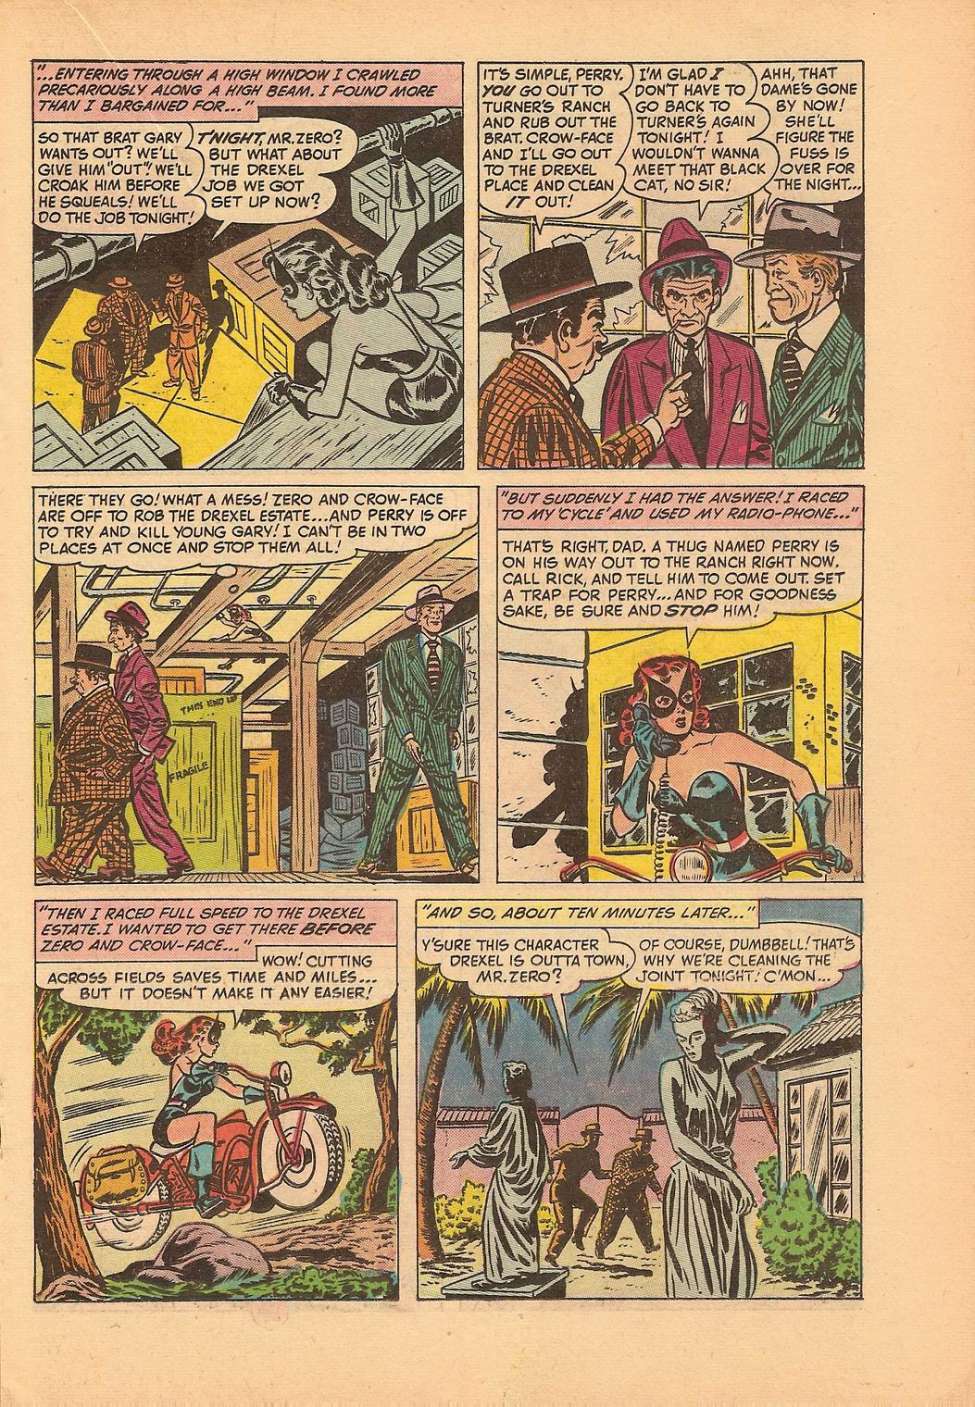 "...ENTERING THROUGH A HIGH WINDOW I CRAWLED
PRECARIOUSLY ALONG A HIGH BEAM. I FOUND MORE
THAN I BARGAINED FOR..."
SO THAT BRAT GARY
WANTS OUT? WE'LL
GIVE HIM "OUT"! WE'LL
CROAK HIM BEFORE
HE SQUEALS! WE'LL
DO THE JOB TONIGHT!
T'NIGHT, MR. ZERO?
BUT WHAT ABOUT
THE DREXEL
JOB WE GOT
SET UP NOW?
IT'S SIMPLE, PERRY.
YOU GO OUT TO
TURNER'S RANCH
AND RUB OUT THE
BRAT. CROW-FACE
AND I'LL GO OUT
TO THE DREXEL
PLACE AND CLEAN
IT OUT!
I'M GLAD I
DON'T HAVE TO
GO BACK TO
TURNER'S AGAIN
TONIGHT! I
WOULDN'T WANNA
MEET THAT BLACK
CAT, NO SIR!
AHH, THAT
DAME'S GONE
BY NOW!
SHE'LL
FIGURE THE
FUSS IS
OVER FOR
THE NIGHT...
THERE THEY GO! WHAT A MESS! ZERO AND CROW-FACE
ARE OFF TO ROB THE DREXEL ESTATE...AND PERRY IS OFF
TO TRY AND KILL YOUNG GARY! I CAN'T BE IN TWO
PLACES AT ONCE AND STOP THEM ALL!
THIS END UP
FRAGILE
"BUT SUDDENLY I HAD THE ANSWER! I RACED
TO MY 'CYCLE' AND USED MY RADIO-PHONE..."
THAT'S RIGHT, DAD. A THUG NAMED PERRY IS
ON HIS WAY OUT TO THE RANCH RIGHT NOW.
CALL RICK, AND TELL HIM TO COME OUT. SET
A TRAP FOR PERRY...AND FOR GOODNESS
SAKE, BE SURE AND STOP HIM!
"THEN I RACED FULL SPEED TO THE DREXEL
ESTATE. I WANTED TO GET THERE BEFORE
ZERO AND CROW-FACE..."
WOW! CUTTING
ACROSS FIELDS SAVES TIME AND MILES...
BUT IT DOESN'T MAKE IT ANY EASIER!
"AND SO, ABOUT TEN MINUTES LATER..."
Y'SURE THIS CHARACTER
DREXEL IS OUTTA TOWN,
MR. ZERO?
OF COURSE, DUMBBELL! THAT'S
WHY WE'RE CLEANING THE
JOINT TONIGHT! C'MON...